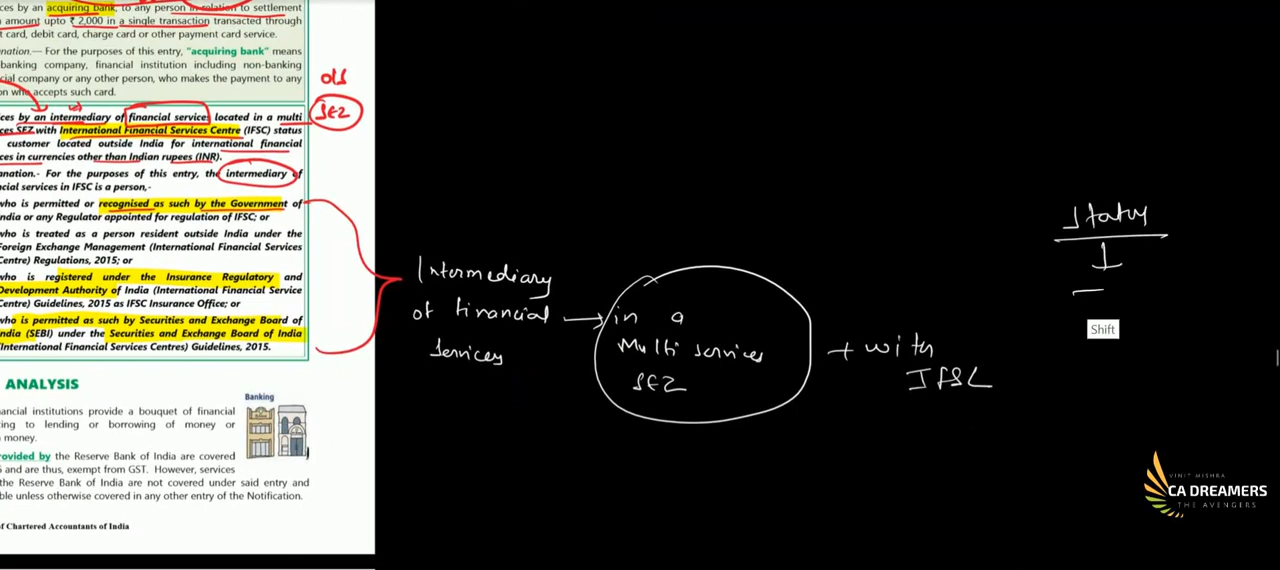 ces by an acquiring bank, to any person in relation to settlement
amount upto ₹ 2,000 in a single transaction transacted through
t card, debit card, charge card or other payment card service.
nation.— For the purposes of this entry, "acquiring bank" means
banking company, financial institution including non-banking
cial company or any other person, who makes the payment to any
on who accepts such card.
ces by an intermediary of financial services located in a multi
ces SEZ with International Financial Services Centre (IFSC) status
customer located outside India for international financial
ces in currencies other than Indian rupees (INR).
anation.- For the purposes of this entry, the intermediary of
ncial services in IFSC is a person,-
who is permitted or recognised as such by the Government of
ndia or any Regulator appointed for regulation of IFSC; or
who is treated as a person resident outside India under the
Foreign Exchange Management (International Financial Services
Centre) Regulations, 2015; or
who is registered under the Insurance Regulatory and
Development Authority of India (International Financial Service
Centre) Guidelines, 2015 as IFSC Insurance Office; or
who is permitted as such by Securities and Exchange Board of
ndia (SEBI) under the Securities and Exchange Board of India
International Financial Services Centres) Guidelines, 2015.
ANALYSIS
ancial institutions provide a bouquet of financial
ting to lending or borrowing of money or
money.
Banking
rovided by the Reserve Bank of India are covered
and are thus, exempt from GST. However, services
the Reserve Bank of India are not covered under said entry and
ble unless otherwise covered in any other entry of the Notification.
of Chartered Accountants of India
SEZ
Intermediary
of financial
services
in a
Multi services
SEZ
+ with
IFSC
Status
Shift
VINIT MISHRA
CA DREAMERS
THE AVENGERS